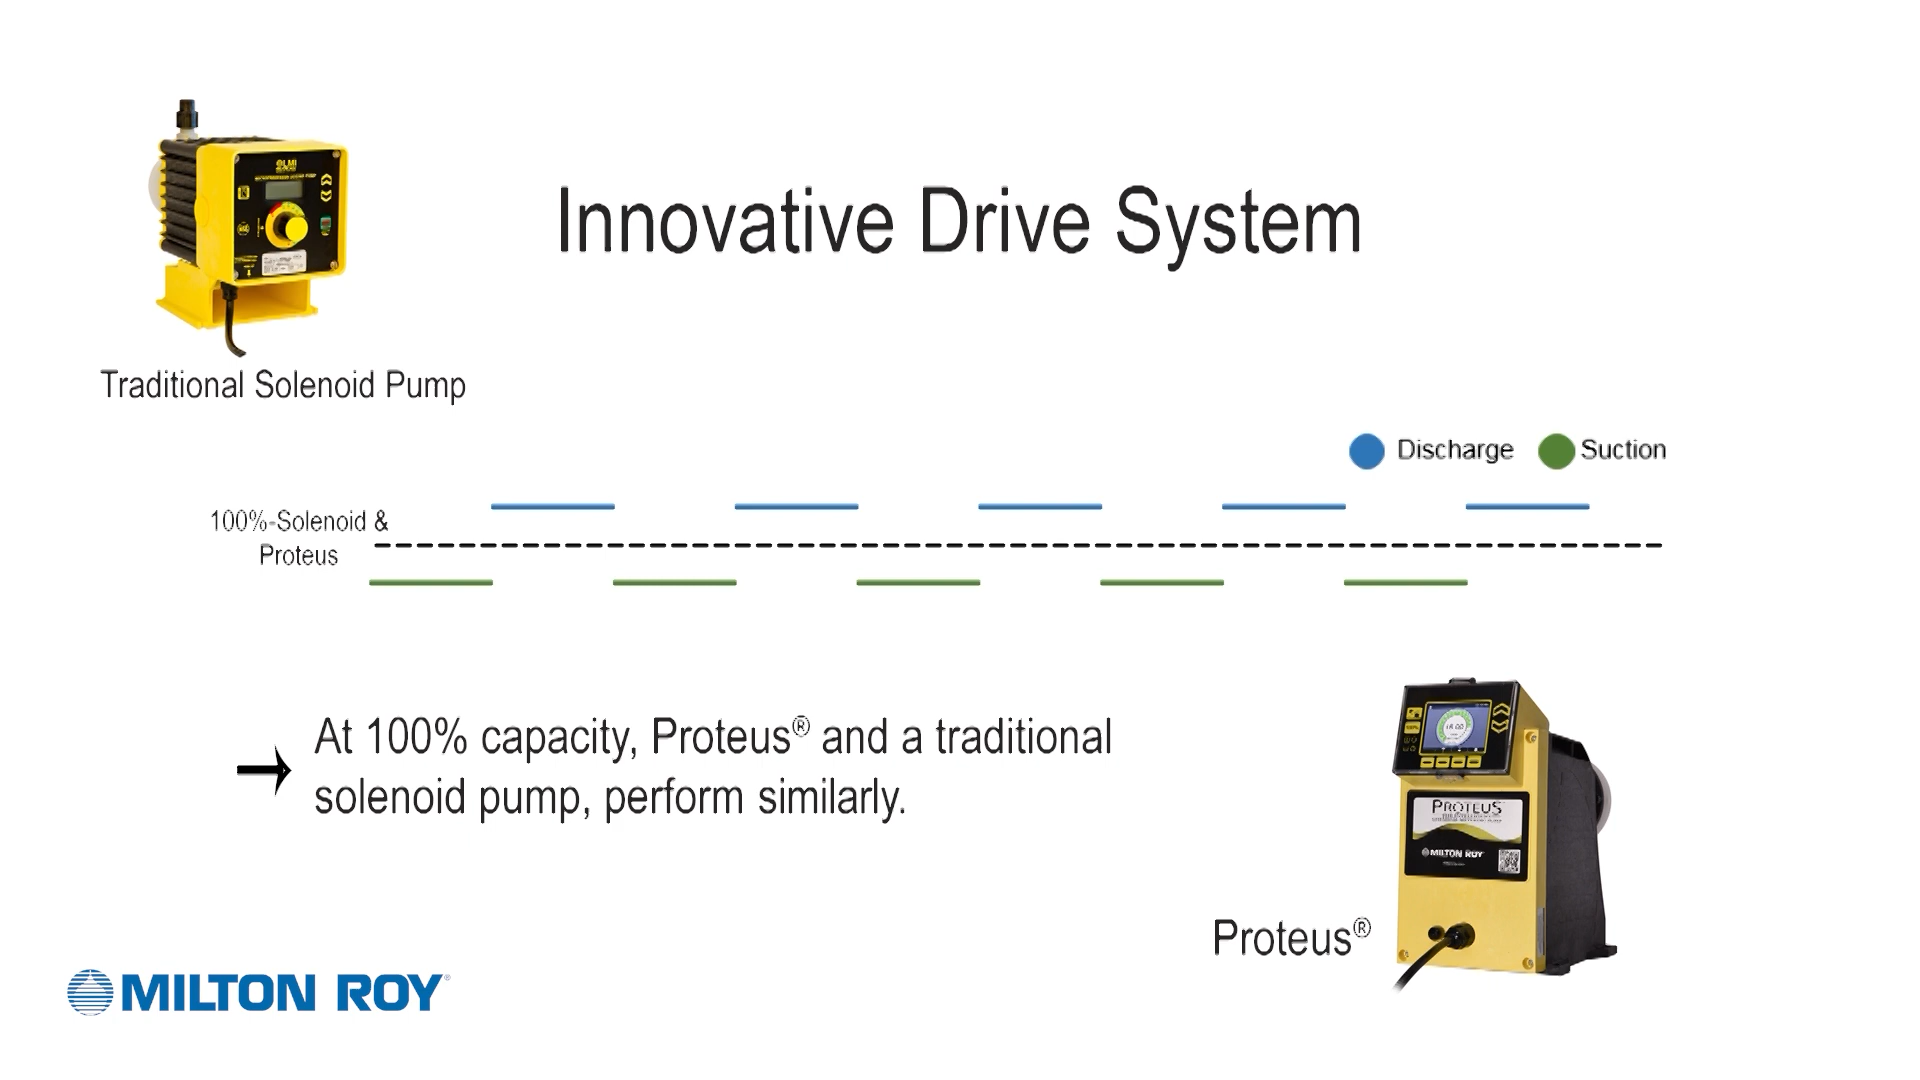 LMI
Innovative Drive System
Traditional Solenoid Pump
Discharge
Suction
100%-Solenoid &
Proteus
At 100% capacity, Proteus® and a traditional
solenoid pump, perform similarly.
PROTEUS
MILTON ROY
Proteus®
MILTON ROY®